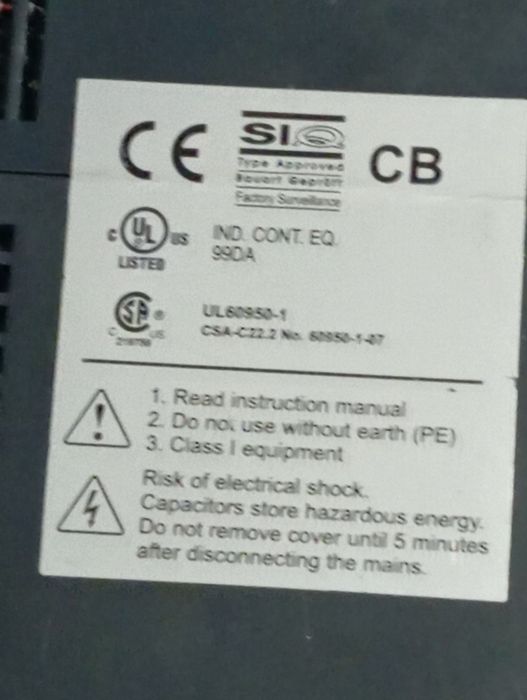 CE SIQ CB
Type Approved
Bauart Geprüft
Factory Surveillance
C UL US IND. CONT. EQ.
LISTED 99DA
SA ® UL60950-1
C US CSA-C22.2 No. 60950-1-07
1. Read instruction manual
2. Do not use without earth (PE)
3. Class I equipment
Risk of electrical shock.
Capacitors store hazardous energy.
Do not remove cover until 5 minutes
after disconnecting the mains.